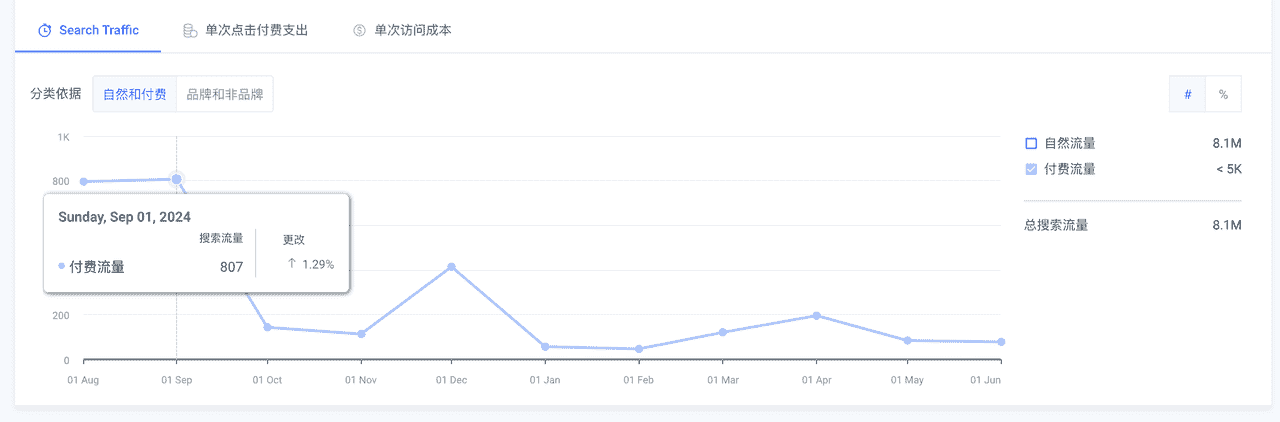 Search Traffic
单次点击付费支出
单次访问成本
分类依据
自然和付费
品牌和非品牌
#
%
1K
800
200
0
Sunday, Sep 01, 2024
搜索流量
更改
付费流量
807
↑ 1.29%
01 Aug
01 Sep
01 Oct
01 Nov
01 Dec
01 Jan
01 Feb
01 Mar
01 Apr
01 May
01 Jun
自然流量
8.1M
付费流量
< 5K
总搜索流量
8.1M